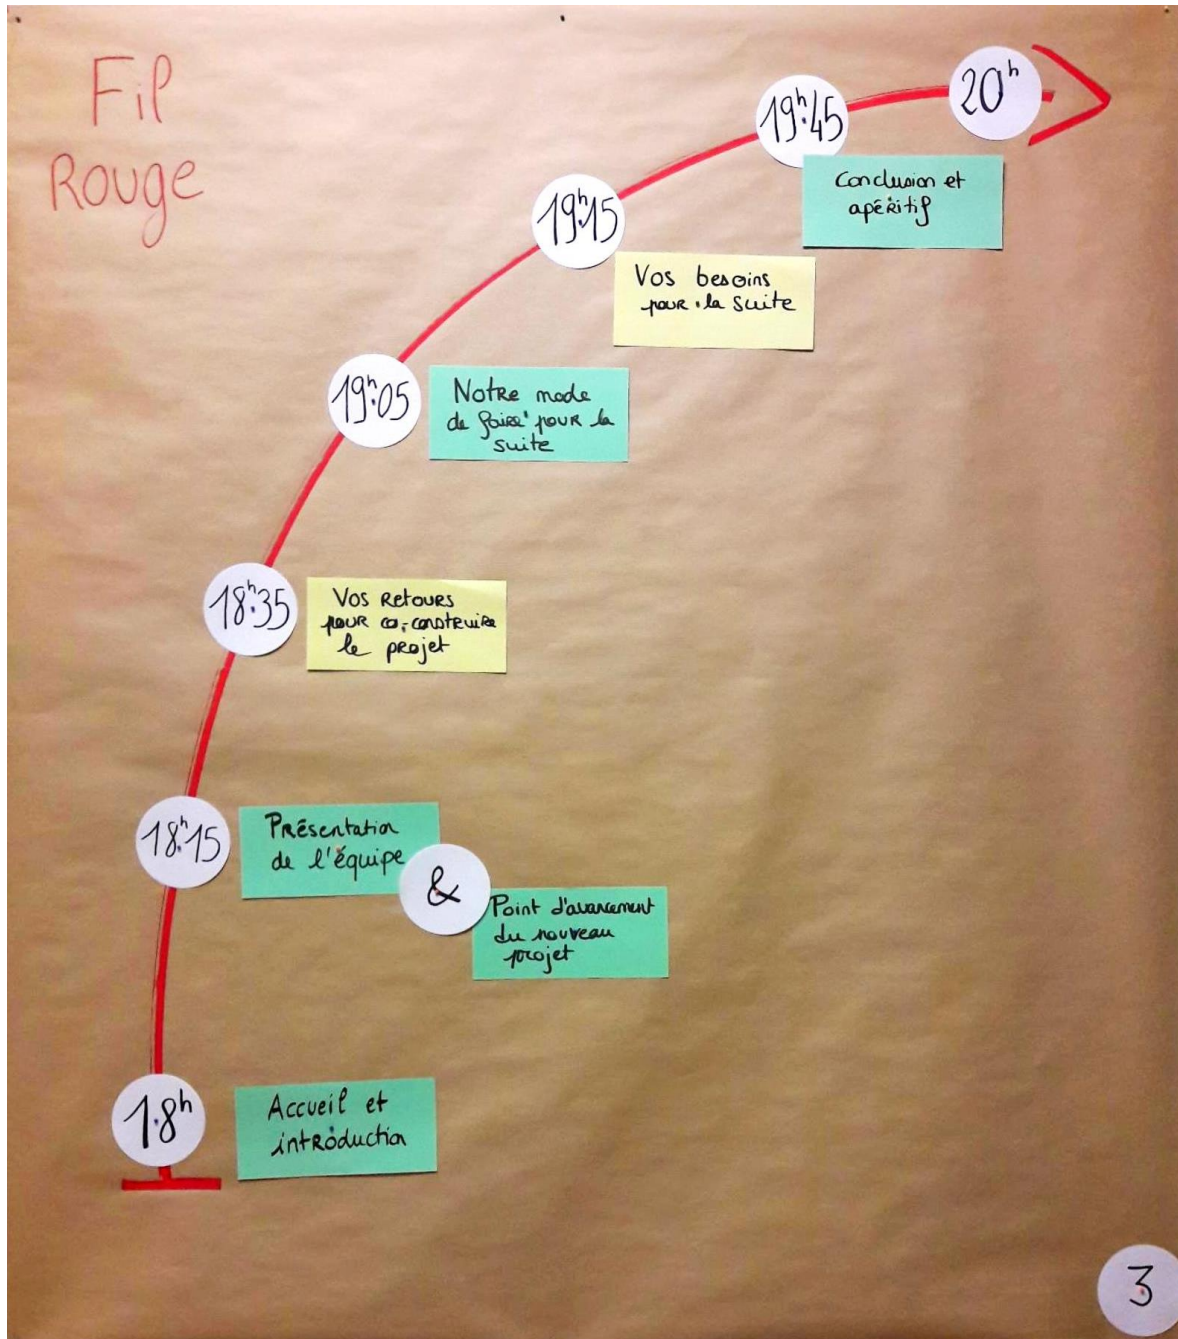 Fil
Rouge
20h
19h45
Conclusion et
apéritif
19h15
Vos besoins
pour la suite
19h05
Notre mode
de faire pour la
suite
18h35
Vos retours
pour co-construire
le projet
18h15
Présentation
de l'équipe
&
Point d'avancement
du nouveau
projet
18h
Accueil et
introduction
3